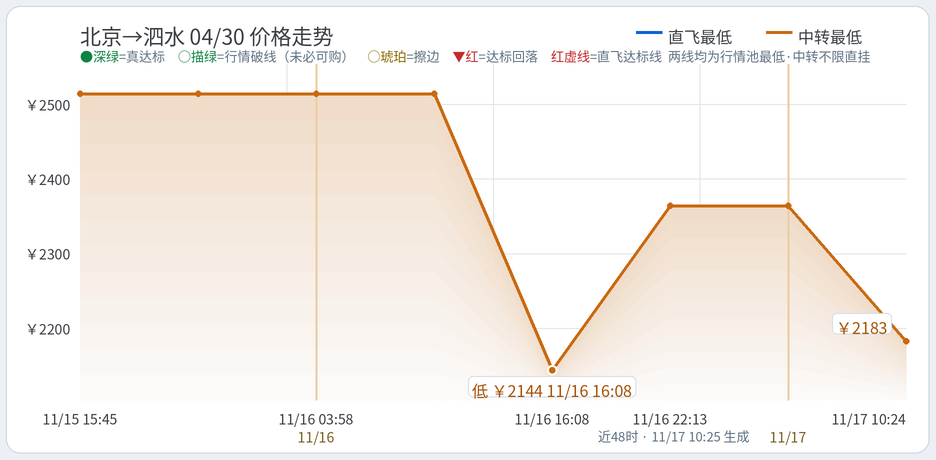 北京→泗水 04/30 价格走势
直飞最低 中转最低
●深绿=真达标 ○描绿=行情破线（未必可购） ○琥珀=擦边 ▼红=达标回落 红虚线=直飞达标线 两线均为行情池最低·中转不限直挂
￥2500
￥2400
￥2300
￥2200
￥2183
低 ￥2144 11/16 16:08
11/15 15:45 11/16 03:58 11/16 16:08 11/16 22:13 11/17 10:24
11/16 近48时 · 11/17 10:25 生成 11/17